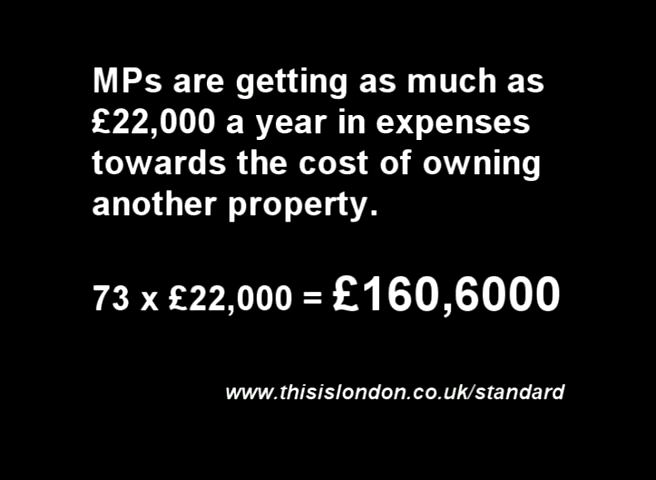 MPs are getting as much as
£22,000 a year in expenses
towards the cost of owning
another property.
73 x £22,000 = £160,6000
www.thisislondon.co.uk/standard